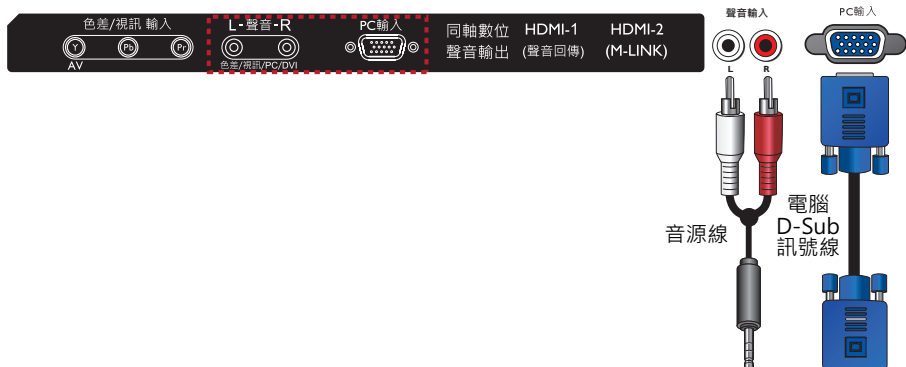 色差/視訊 輸入
Y Pb Pr
AV
L-聲音-R
色差/視訊/PC/DVI
PC輸入
同軸數位
聲音輸出
HDMI-1
(聲音回傳)
HDMI-2
(M-LINK)
聲音輸入
L R
PC輸入
音源線
電腦
D-Sub
訊號線